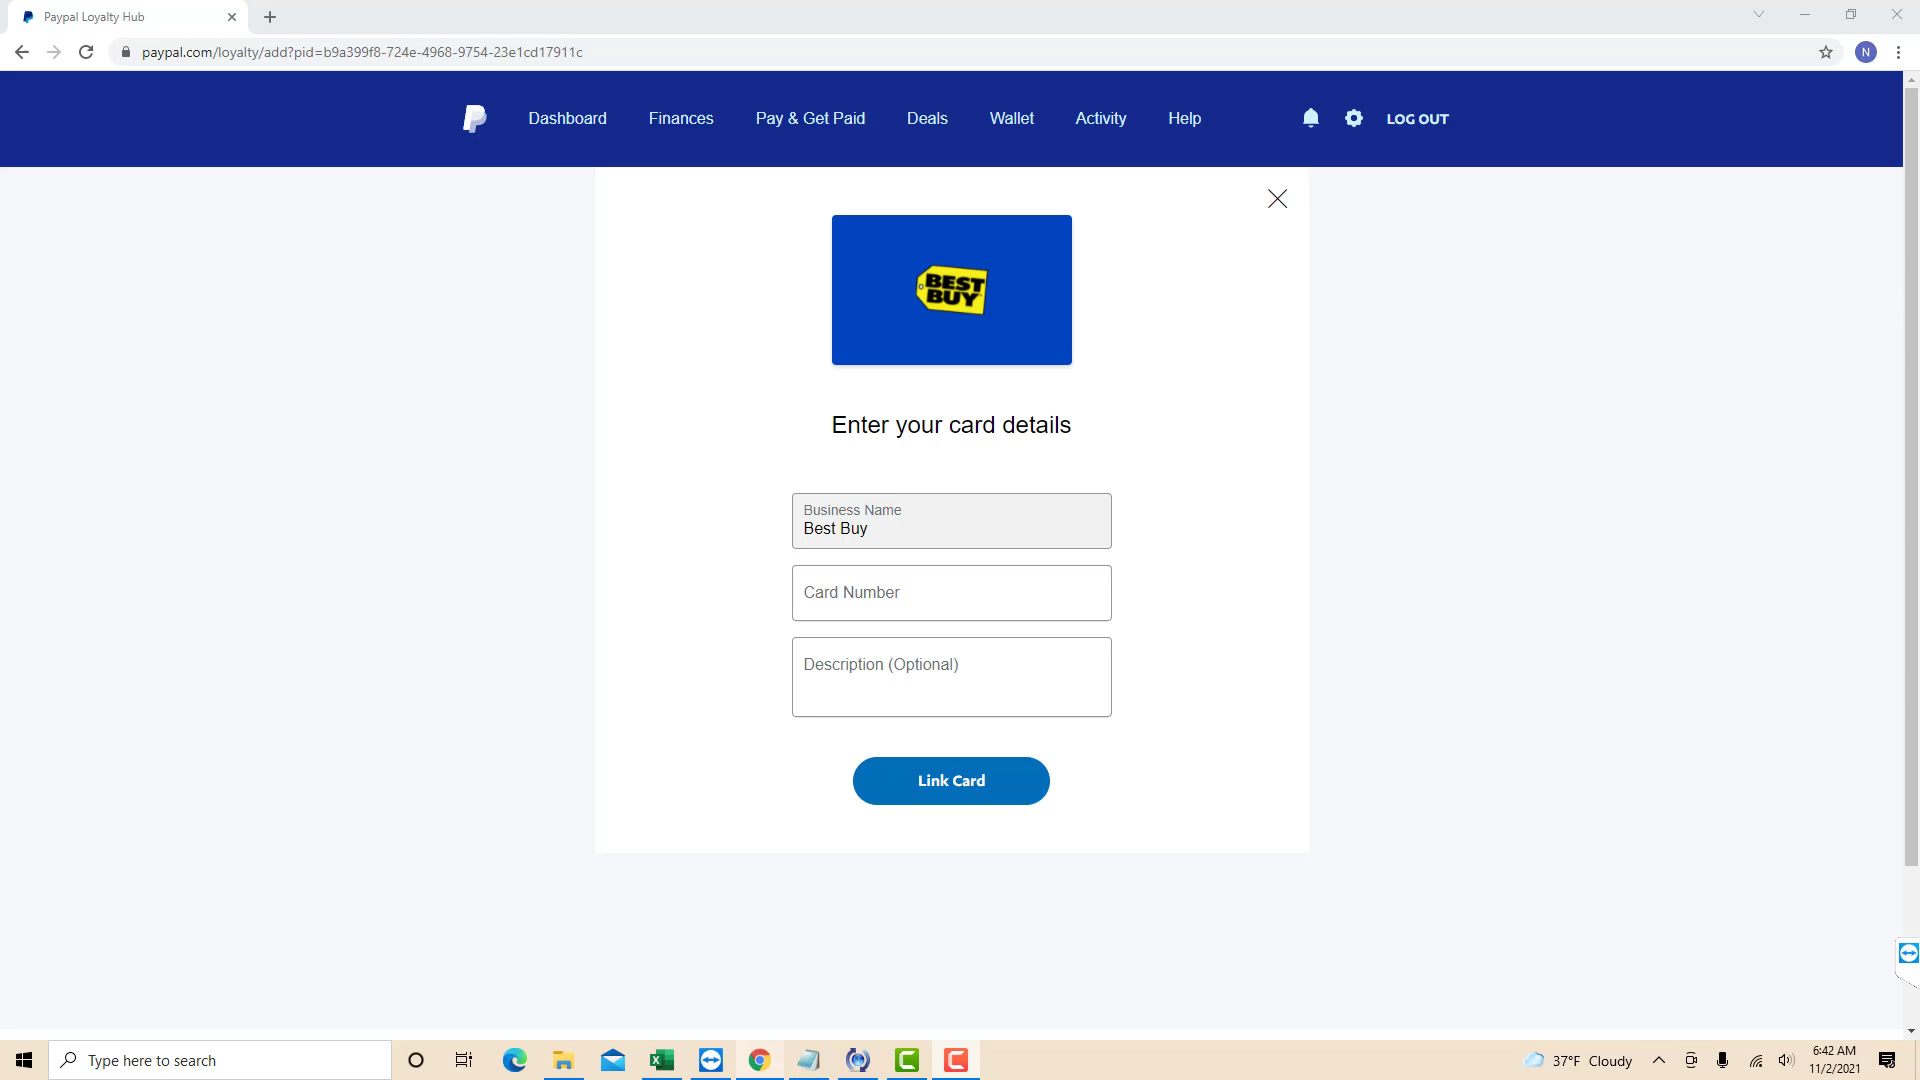 Paypal Loyalty Hub
paypal.com/loyalty/add?pid=b9a399f8-724e-4968-9754-23e1cd17911c
N
Dashboard Finances Pay & Get Paid Deals Wallet Activity Help LOG OUT
BEST
BUY
Enter your card details
Business Name
Best Buy
Card Number
Description (Optional)
Link Card
Type here to search
37°F Cloudy
6:42 AM
11/2/2021